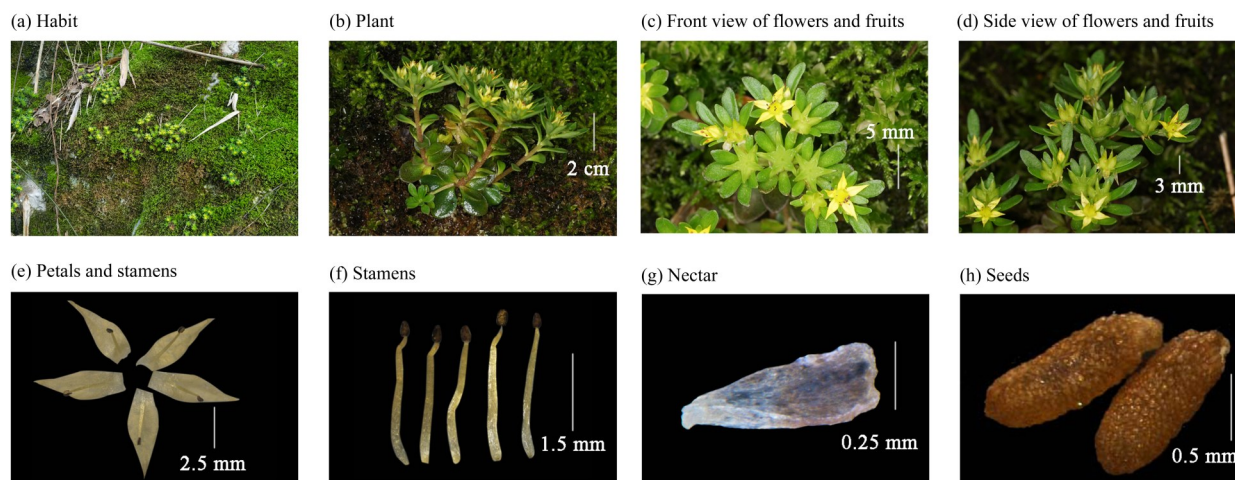 (a) Habit
(b) Plant
(c) Front view of flowers and fruits
(d) Side view of flowers and fruits
2 cm
5 mm
3 mm
(e) Petals and stamens
(f) Stamens
(g) Nectar
(h) Seeds
2.5 mm
1.5 mm
0.25 mm
0.5 mm